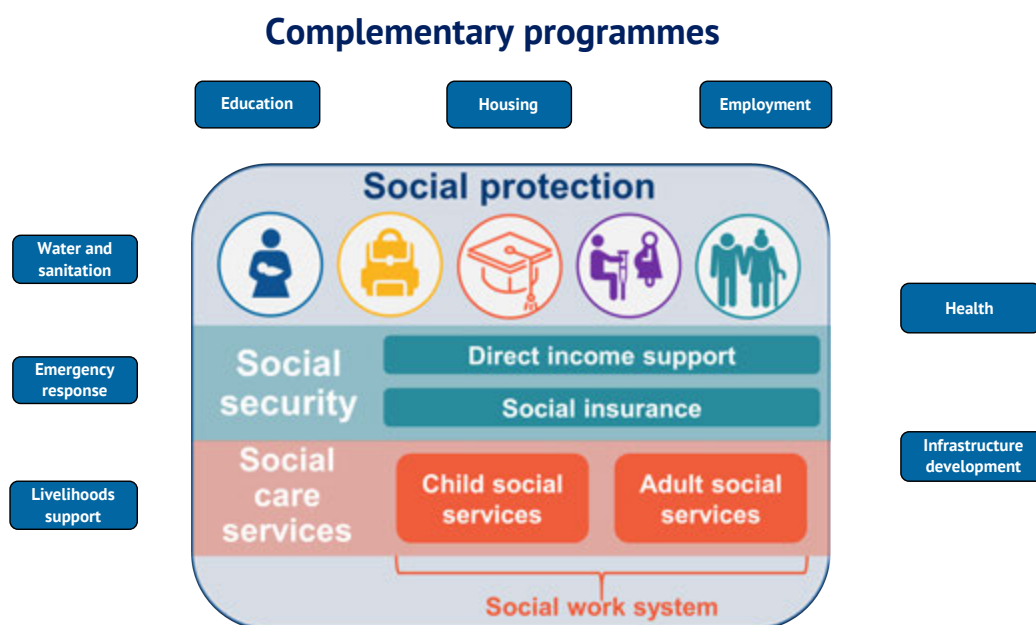 Complementary programmes
Education
Housing
Employment
Social protection
Water and
sanitation
Health
Emergency
response
Social
security
Direct income support
Social insurance
Infrastructure
development
Livelihoods
support
Social
care
services
Child social
services
Adult social
services
Social work system